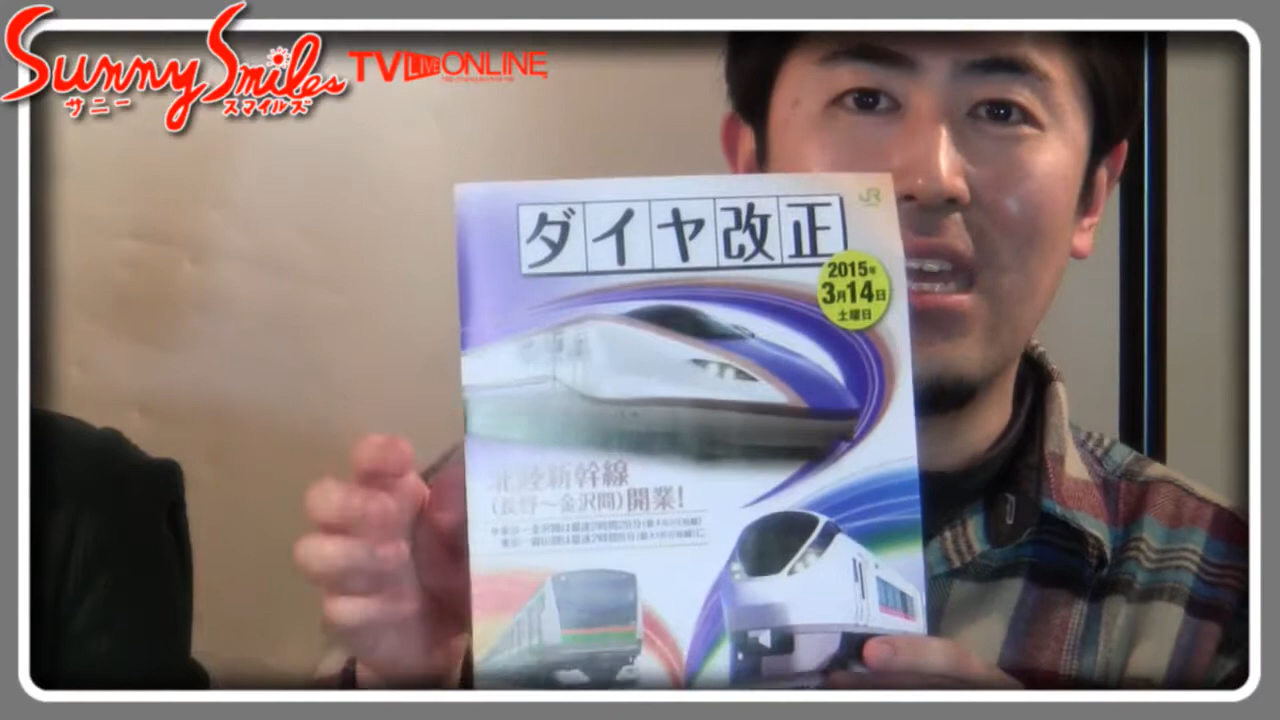 Sunny Smiles
サニー スマイルズ
TV LIVE ONLINE
JR
ダイヤ改正
2015年
3月14日
土曜日
北陸新幹線
(長野〜金沢間)開業!